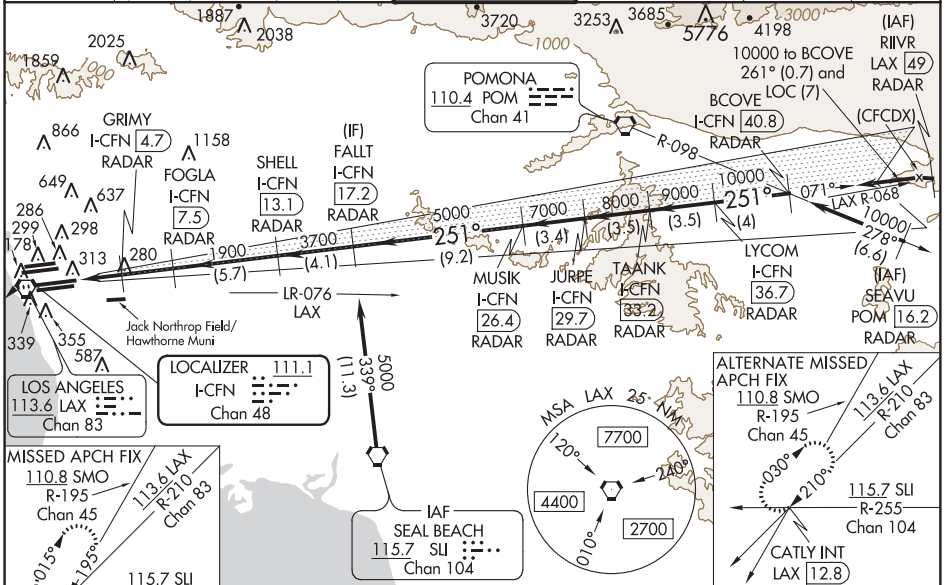 1887
2038
3720
3253
3685
5776
4198
3000
2025
1859
1000
1000
(IAF)
RIIVR
LAX 49
RADAR
10000 to BCOVE
261° (0.7) and
LOC (7)
(CFCDX)
POMONA
110.4 POM
Chan 41
BCOVE
I-CFN 40.8
RADAR
R-098
866
GRIMY
I-CFN 4.7
RADAR
1158
FOGLA
I-CFN
7.5
RADAR
SHELL
I-CFN
13.1
RADAR
(IF)
FALLT
I-CFN
17.2
RADAR
649
637
286
299
298
178
313
280
1900
(5.7)
3700
(4.1)
5000
251°
(9.2)
7000
(3.4)
8000
(3.5)
9000
(3.5)
10000
251°
(4)
071°
LAX R-068
10000
278°
(6.6)
MUSIK
I-CFN
26.4
RADAR
JURPE
I-CFN
29.7
RADAR
TAANK
I-CFN
33.2
RADAR
LYCOM
I-CFN
36.7
RADAR
(IAF)
SEAVU
POM 16.2
RADAR
LR-076
LAX
Jack Northrop Field/
Hawthorne Muni
339
355
587
LOS ANGELES
113.6 LAX
Chan 83
LOCALIZER 111.1
I-CFN
Chan 48
5000
339°
(11.3)
IAF
SEAL BEACH
115.7 SLI
Chan 104
MSA LAX 25 NM
120°
240°
010°
7700
4400
2700
MISSED APCH FIX
110.8 SMO
R-195
Chan 45
113.6 LAX
R-210
Chan 83
015°
195°
115.7 SLI
ALTERNATE MISSED
APCH FIX
110.8 SMO
R-195
Chan 45
113.6 LAX
R-210
Chan 83
030°
210°
115.7 SLI
R-255
Chan 104
CATLY INT
LAX 12.8